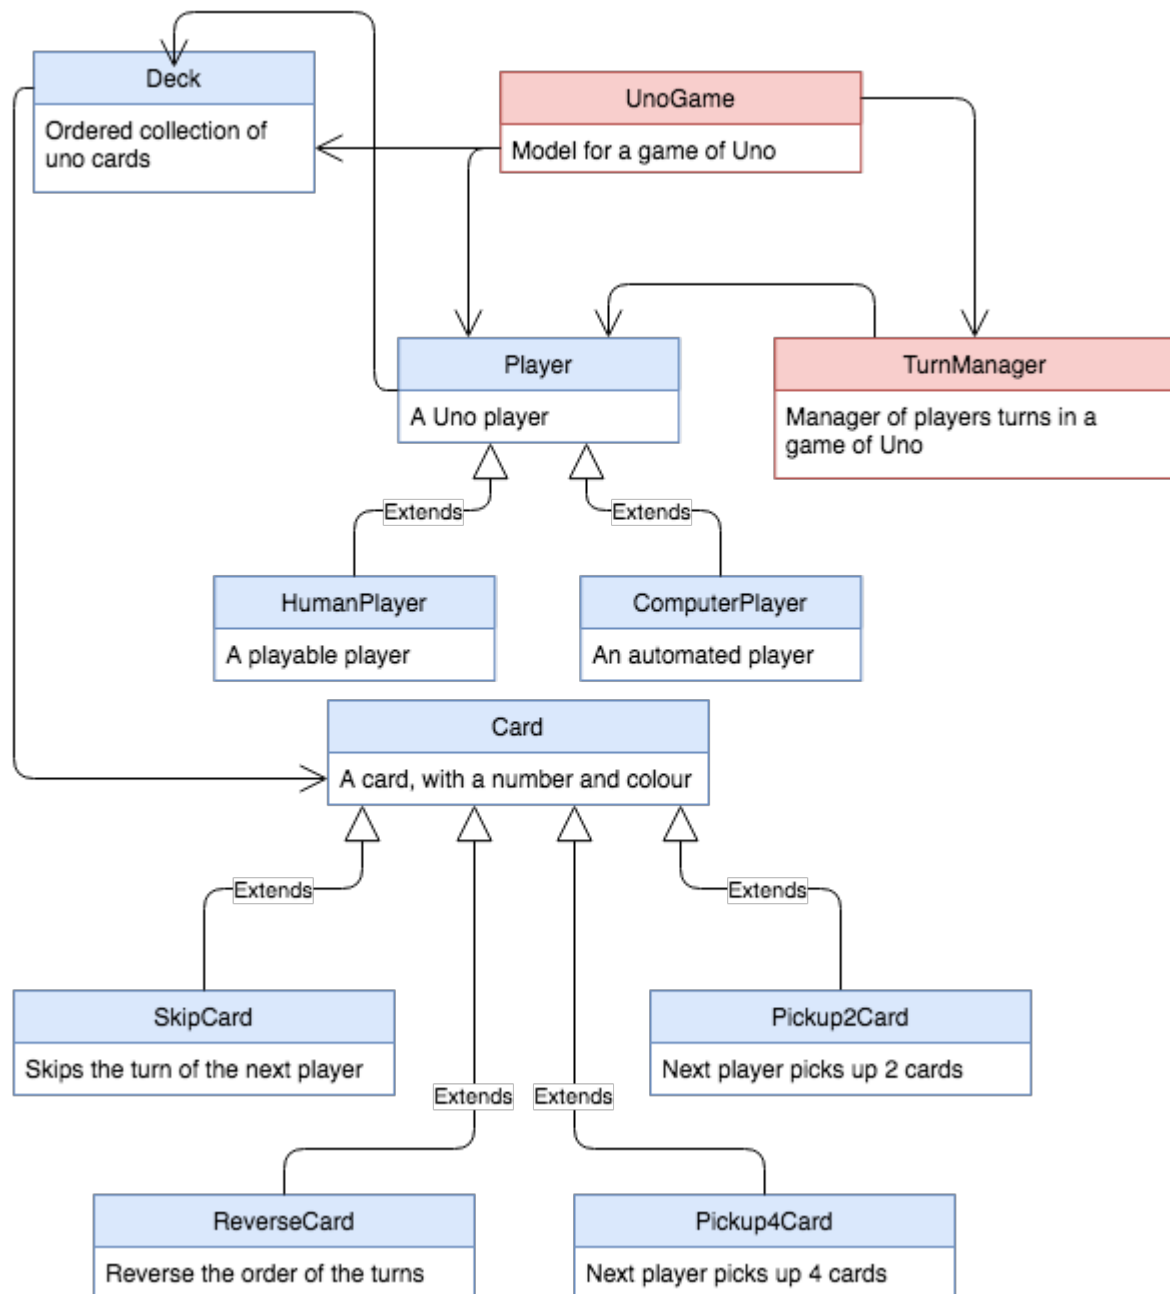 Deck
Ordered collection of
uno cards
UnoGame
Model for a game of Uno
Player
A Uno player
TurnManager
Manager of players turns in a
game of Uno
Extends
Extends
HumanPlayer
A playable player
ComputerPlayer
An automated player
Card
A card, with a number and colour
Extends
Extends
SkipCard
Skips the turn of the next player
Pickup2Card
Next player picks up 2 cards
Extends
Extends
ReverseCard
Reverse the order of the turns
Pickup4Card
Next player picks up 4 cards